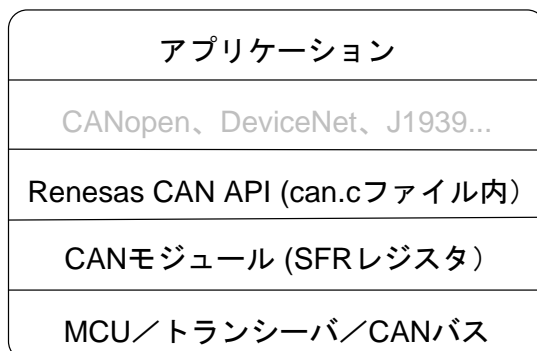 アプリケーション
CANopen、DeviceNet、J1939...
Renesas CAN API (can.cファイル内）
CANモジュール (SFRレジスタ）
MCU／トランシーバ／CANバス